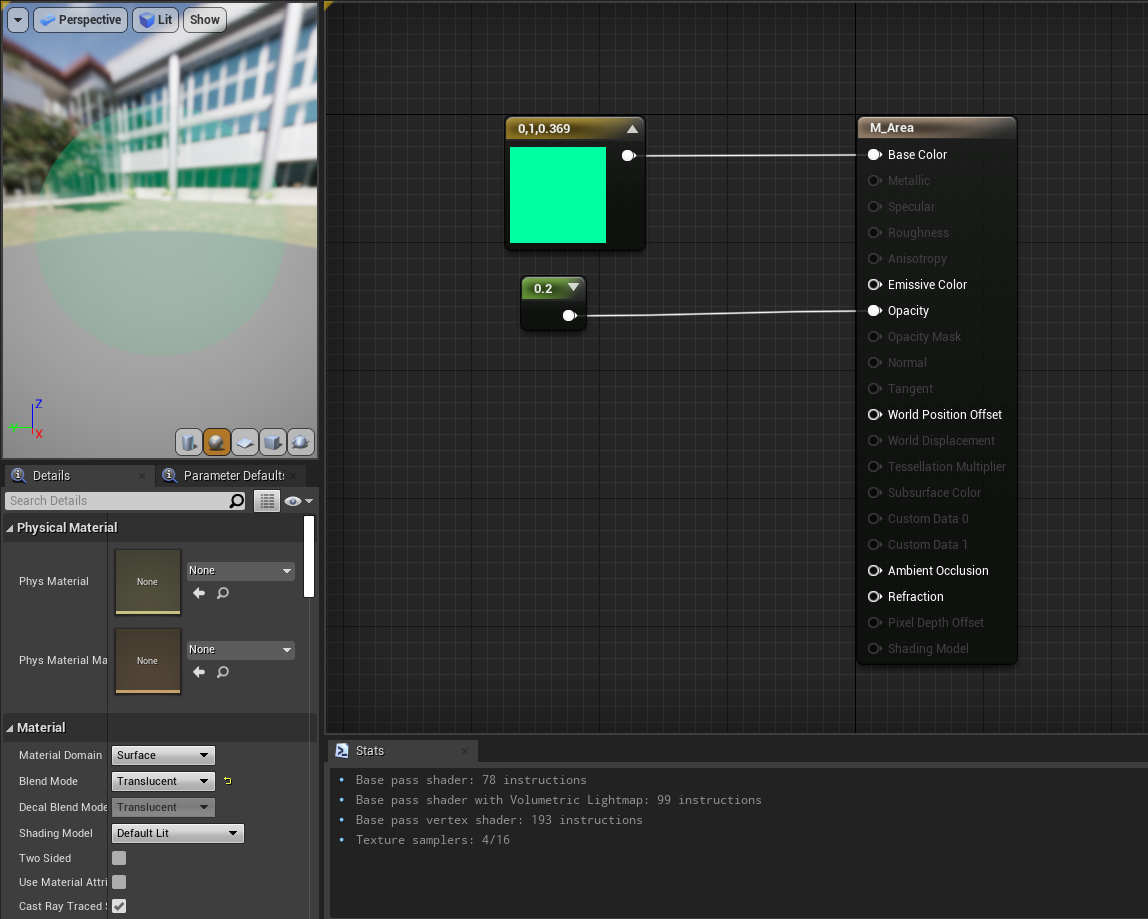 Perspective
Lit
Show
Z
Y
X
Details
Parameter Defaults
Search Details
Physical Material
Phys Material
None
None
Phys Material Ma
None
None
Material
Material Domain
Surface
Blend Mode
Translucent
Decal Blend Mode
Translucent
Shading Model
Default Lit
Two Sided
Use Material Attri
Cast Ray Traced S
0,1,0.369
0.2
M_Area
Base Color
Metallic
Specular
Roughness
Anisotropy
Emissive Color
Opacity
Opacity Mask
Normal
Tangent
World Position Offset
World Displacement
Tessellation Multiplier
Subsurface Color
Custom Data 0
Custom Data 1
Ambient Occlusion
Refraction
Pixel Depth Offset
Shading Model
Stats
Base pass shader: 78 instructions
Base pass shader with Volumetric Lightmap: 99 instructions
Base pass vertex shader: 193 instructions
Texture samplers: 4/16